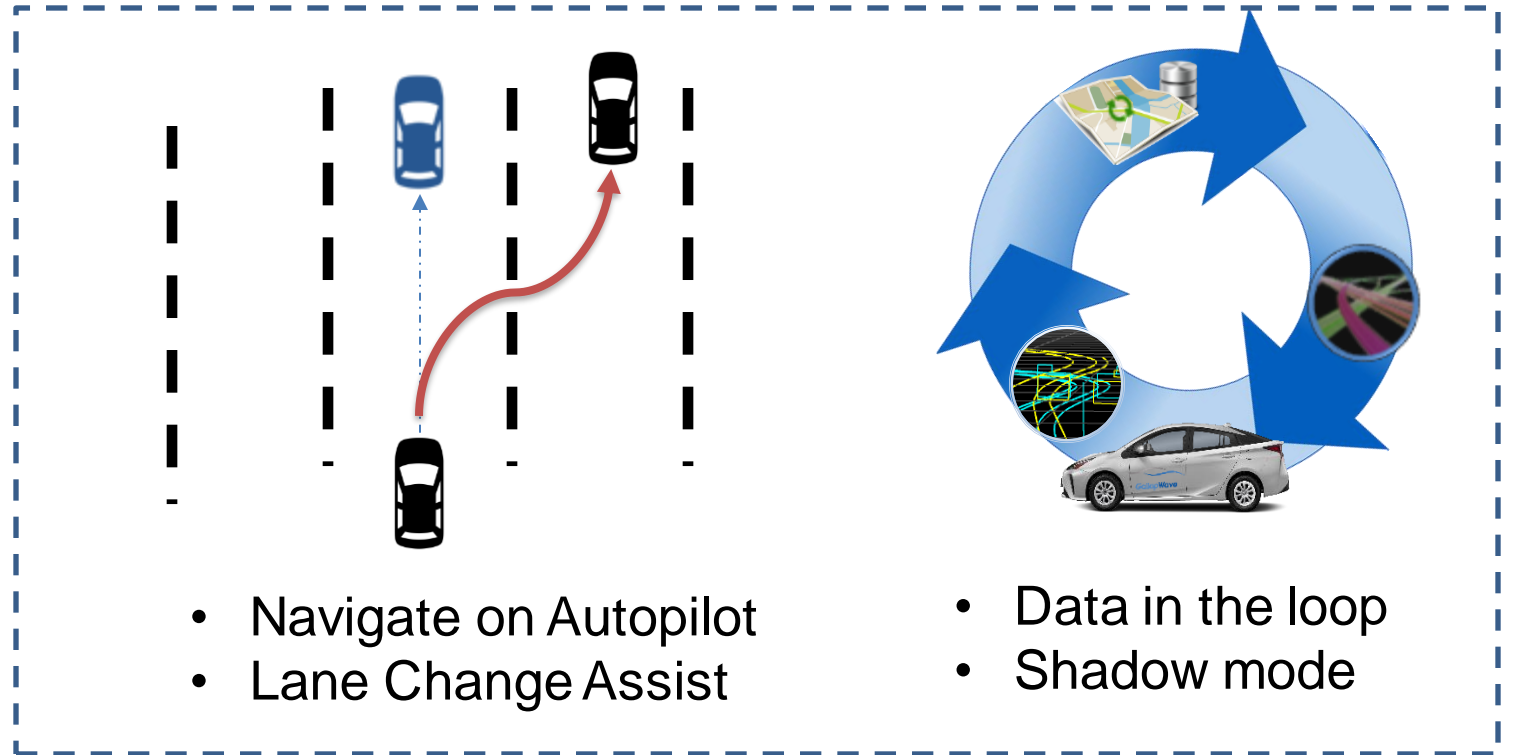 • Navigate on Autopilot
• Lane Change Assist
• Data in the loop
• Shadow mode